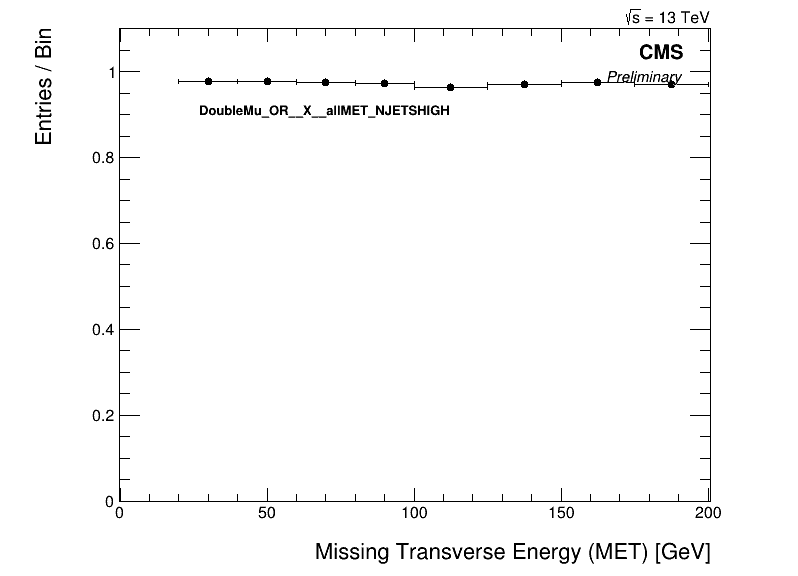 √s = 13 TeV
Entries / Bin
CMS
Preliminary
DoubleMu_OR__X__allMET_NJETSHIGH
1
0.8
0.6
0.4
0.2
0
0 50 100 150 200
Missing Transverse Energy (MET) [GeV]